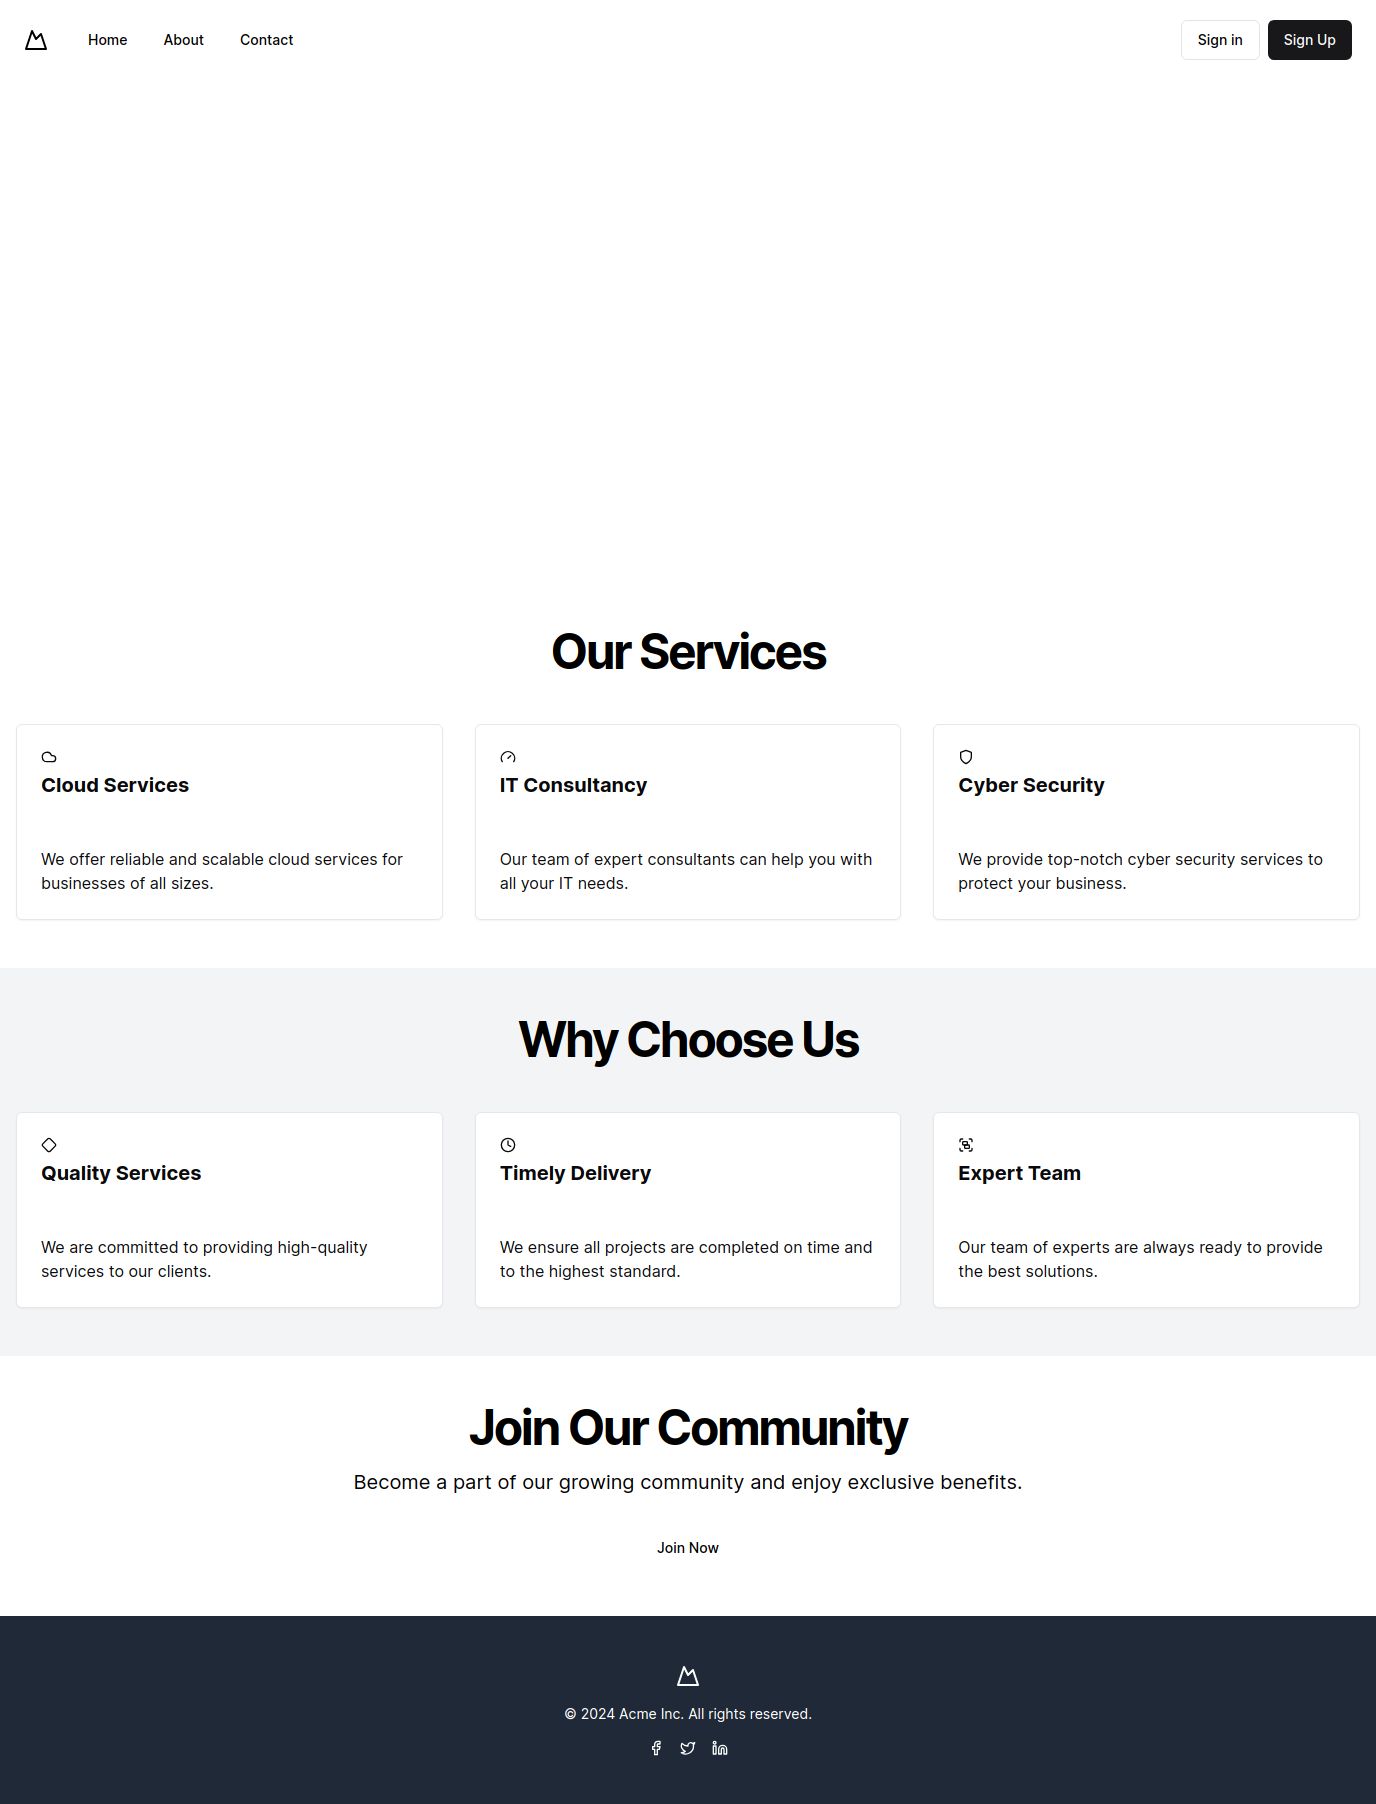 Home About Contact Sign in Sign Up
Our Services
Cloud Services
We offer reliable and scalable cloud services for
businesses of all sizes.
IT Consultancy
Our team of expert consultants can help you with
all your IT needs.
Cyber Security
We provide top-notch cyber security services to
protect your business.
Why Choose Us
Quality Services
We are committed to providing high-quality
services to our clients.
Timely Delivery
We ensure all projects are completed on time and
to the highest standard.
Expert Team
Our team of experts are always ready to provide
the best solutions.
Join Our Community
Become a part of our growing community and enjoy exclusive benefits.
Join Now
© 2024 Acme Inc. All rights reserved.